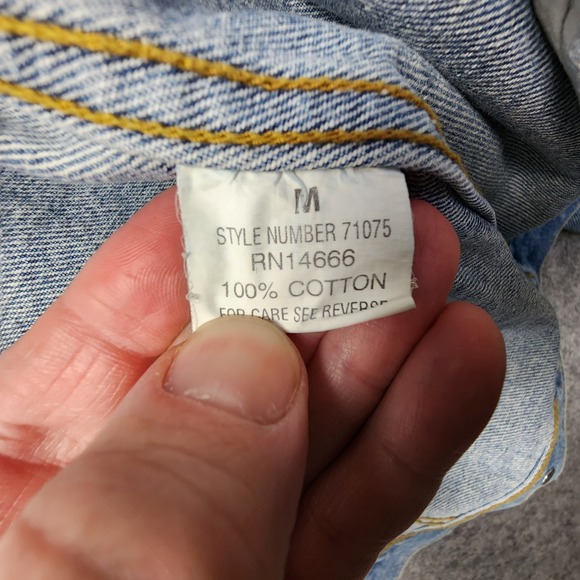 M
STYLE NUMBER 71075
RN14666
100% COTTON
FOR CARE SEE REVERSE